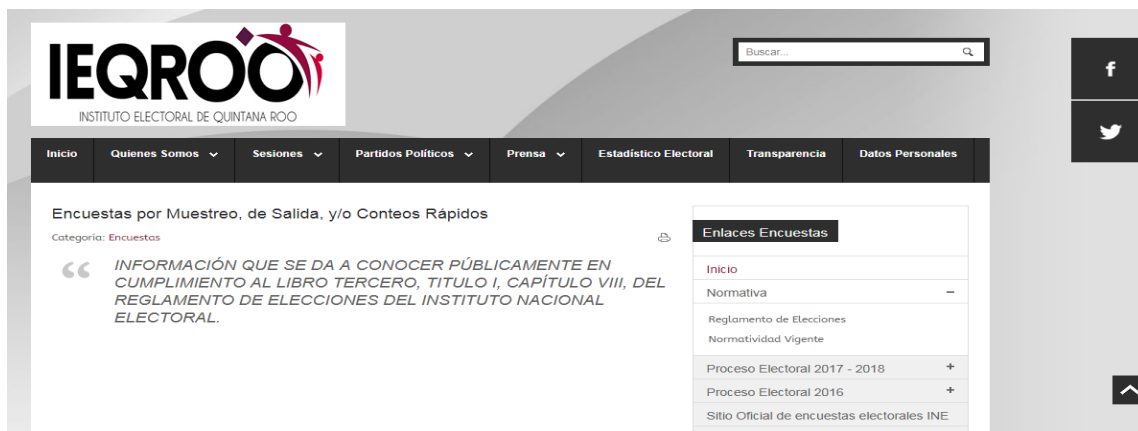 IEQROO
INSTITUTO ELECTORAL DE QUINTANA ROO
Buscar...
f
Inicio
Quienes Somos
Sesiones
Partidos Políticos
Prensa
Estadístico Electoral
Transparencia
Datos Personales
Encuestas por Muestreo, de Salida, y/o Conteos Rápidos
Categoría: Encuestas
“ INFORMACIÓN QUE SE DA A CONOCER PÚBLICAMENTE EN
CUMPLIMIENTO AL LIBRO TERCERO, TITULO I, CAPÍTULO VIII, DEL
REGLAMENTO DE ELECCIONES DEL INSTITUTO NACIONAL
ELECTORAL.
Enlaces Encuestas
Inicio
Normativa −
Reglamento de Elecciones
Normatividad Vigente
Proceso Electoral 2017 - 2018 +
Proceso Electoral 2016 +
Sitio Oficial de encuestas electorales INE